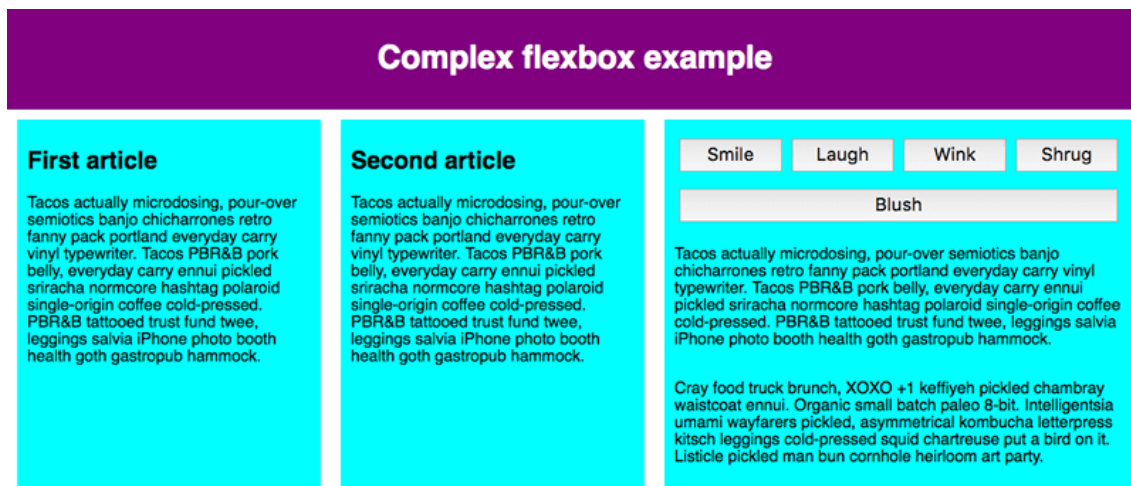 Complex flexbox example
First article
Tacos actually microdosing, pour-over
semiotics banjo chicharrones retro
fanny pack portland everyday carry
vinyl typewriter. Tacos PBR&B pork
belly, everyday carry ennui pickled
sriracha normcore hashtag polaroid
single-origin coffee cold-pressed.
PBR&B tattooed trust fund twee,
leggings salvia iPhone photo booth
health goth gastropub hammock.
Second article
Tacos actually microdosing, pour-over
semiotics banjo chicharrones retro
fanny pack portland everyday carry
vinyl typewriter. Tacos PBR&B pork
belly, everyday carry ennui pickled
sriracha normcore hashtag polaroid
single-origin coffee cold-pressed.
PBR&B tattooed trust fund twee,
leggings salvia iPhone photo booth
health goth gastropub hammock.
Smile Laugh Wink Shrug
Blush
Tacos actually microdosing, pour-over semiotics banjo
chicharrones retro fanny pack portland everyday carry vinyl
typewriter. Tacos PBR&B pork belly, everyday carry ennui
pickled sriracha normcore hashtag polaroid single-origin coffee
cold-pressed. PBR&B tattooed trust fund twee, leggings salvia
iPhone photo booth health goth gastropub hammock.
Cray food truck brunch, XOXO +1 keffiyeh pickled chambray
waistcoat ennui. Organic small batch paleo 8-bit. Intelligentsia
umami wayfarers pickled, asymmetrical kombucha letterpress
kitsch leggings cold-pressed squid chartreuse put a bird on it.
Listicle pickled man bun cornhole heirloom art party.